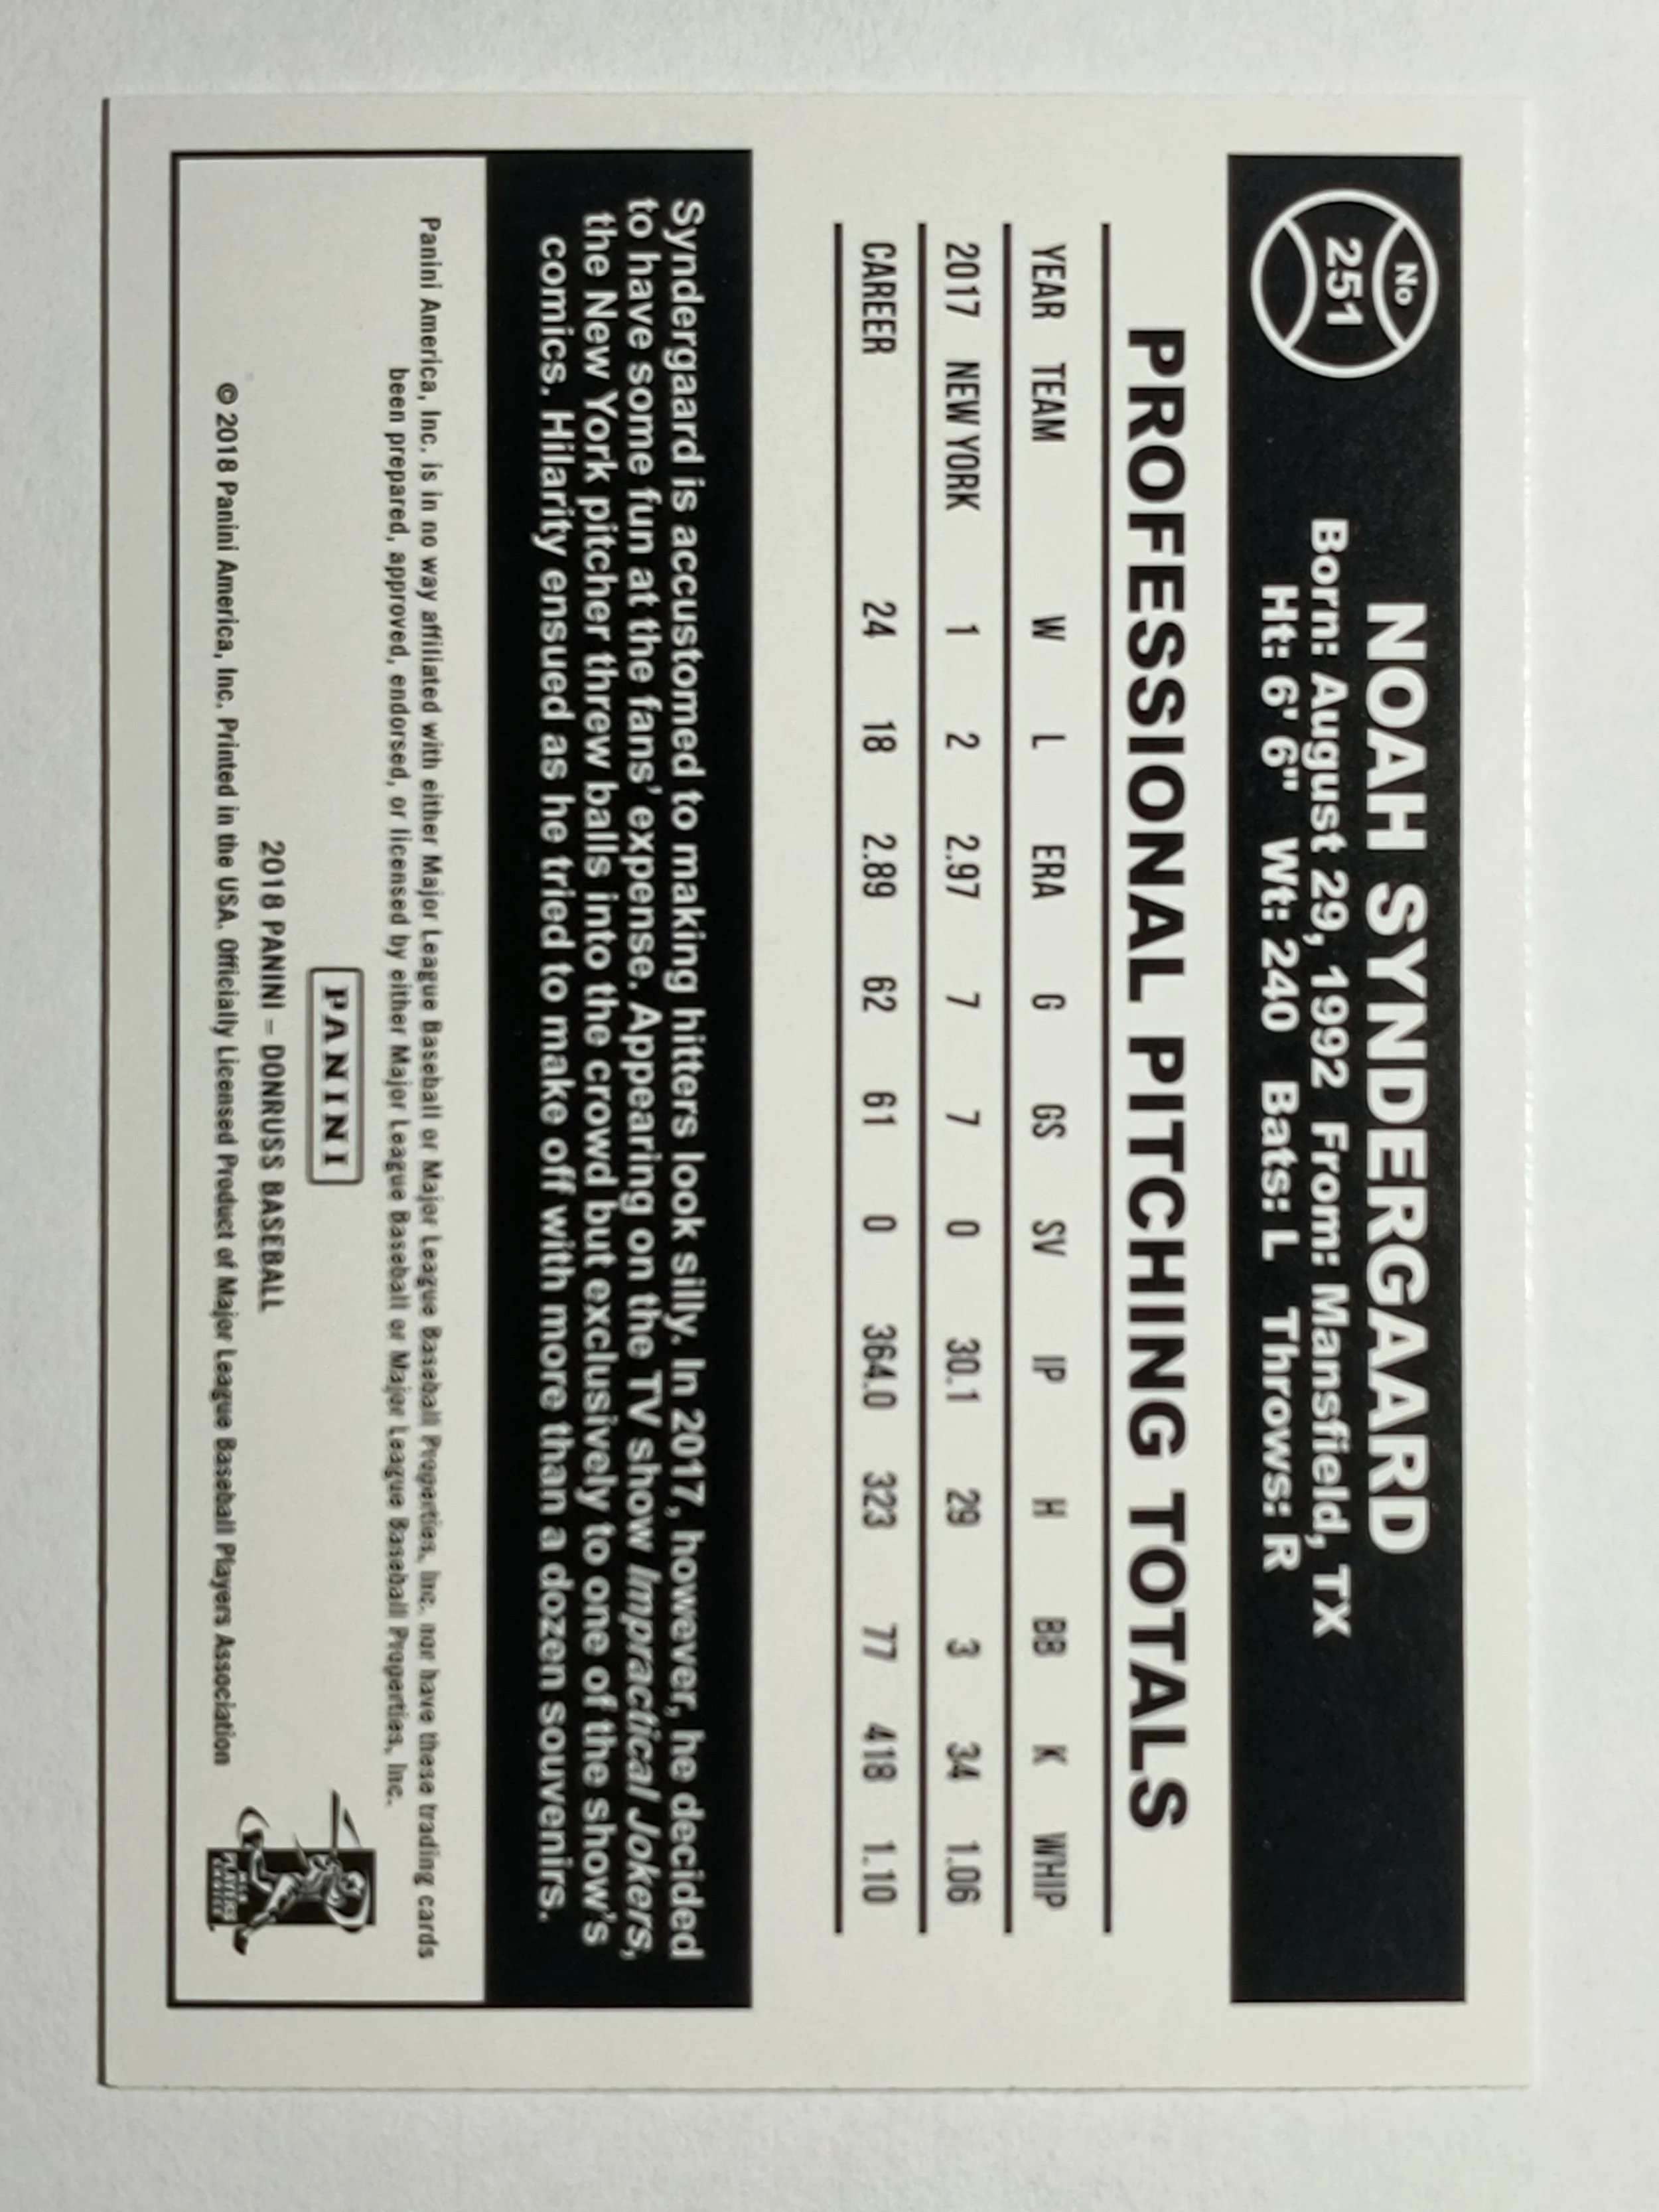 No
251
NOAH SYNDERGAARD
Born: August 29, 1992 From: Mansfield, TX
Ht: 6' 6" Wt: 240 Bats: L Throws: R
PROFESSIONAL PITCHING TOTALS
YEAR TEAM W L ERA G GS SV IP H BB K WHIP
2017 NEW YORK 1 2 2.97 7 7 0 30.1 29 3 34 1.06
CAREER 24 18 2.89 62 61 0 364.0 323 77 418 1.10
Syndergaard is accustomed to making hitters look silly. In 2017, however, he decided
to have some fun at the fans' expense. Appearing on the TV show Impractical Jokers,
the New York pitcher threw balls into the crowd but exclusively to one of the show's
comics. Hilarity ensued as he tried to make off with more than a dozen souvenirs.
Panini America, Inc. is in no way affiliated with either Major League Baseball or Major League Baseball Properties, Inc. nor have these trading cards
been prepared, approved, endorsed, or licensed by either Major League Baseball or Major League Baseball Properties, Inc.
PANINI
2018 PANINI – DONRUSS BASEBALL
© 2018 Panini America, Inc. Printed in the USA. Officially Licensed Product of Major League Baseball Players Association